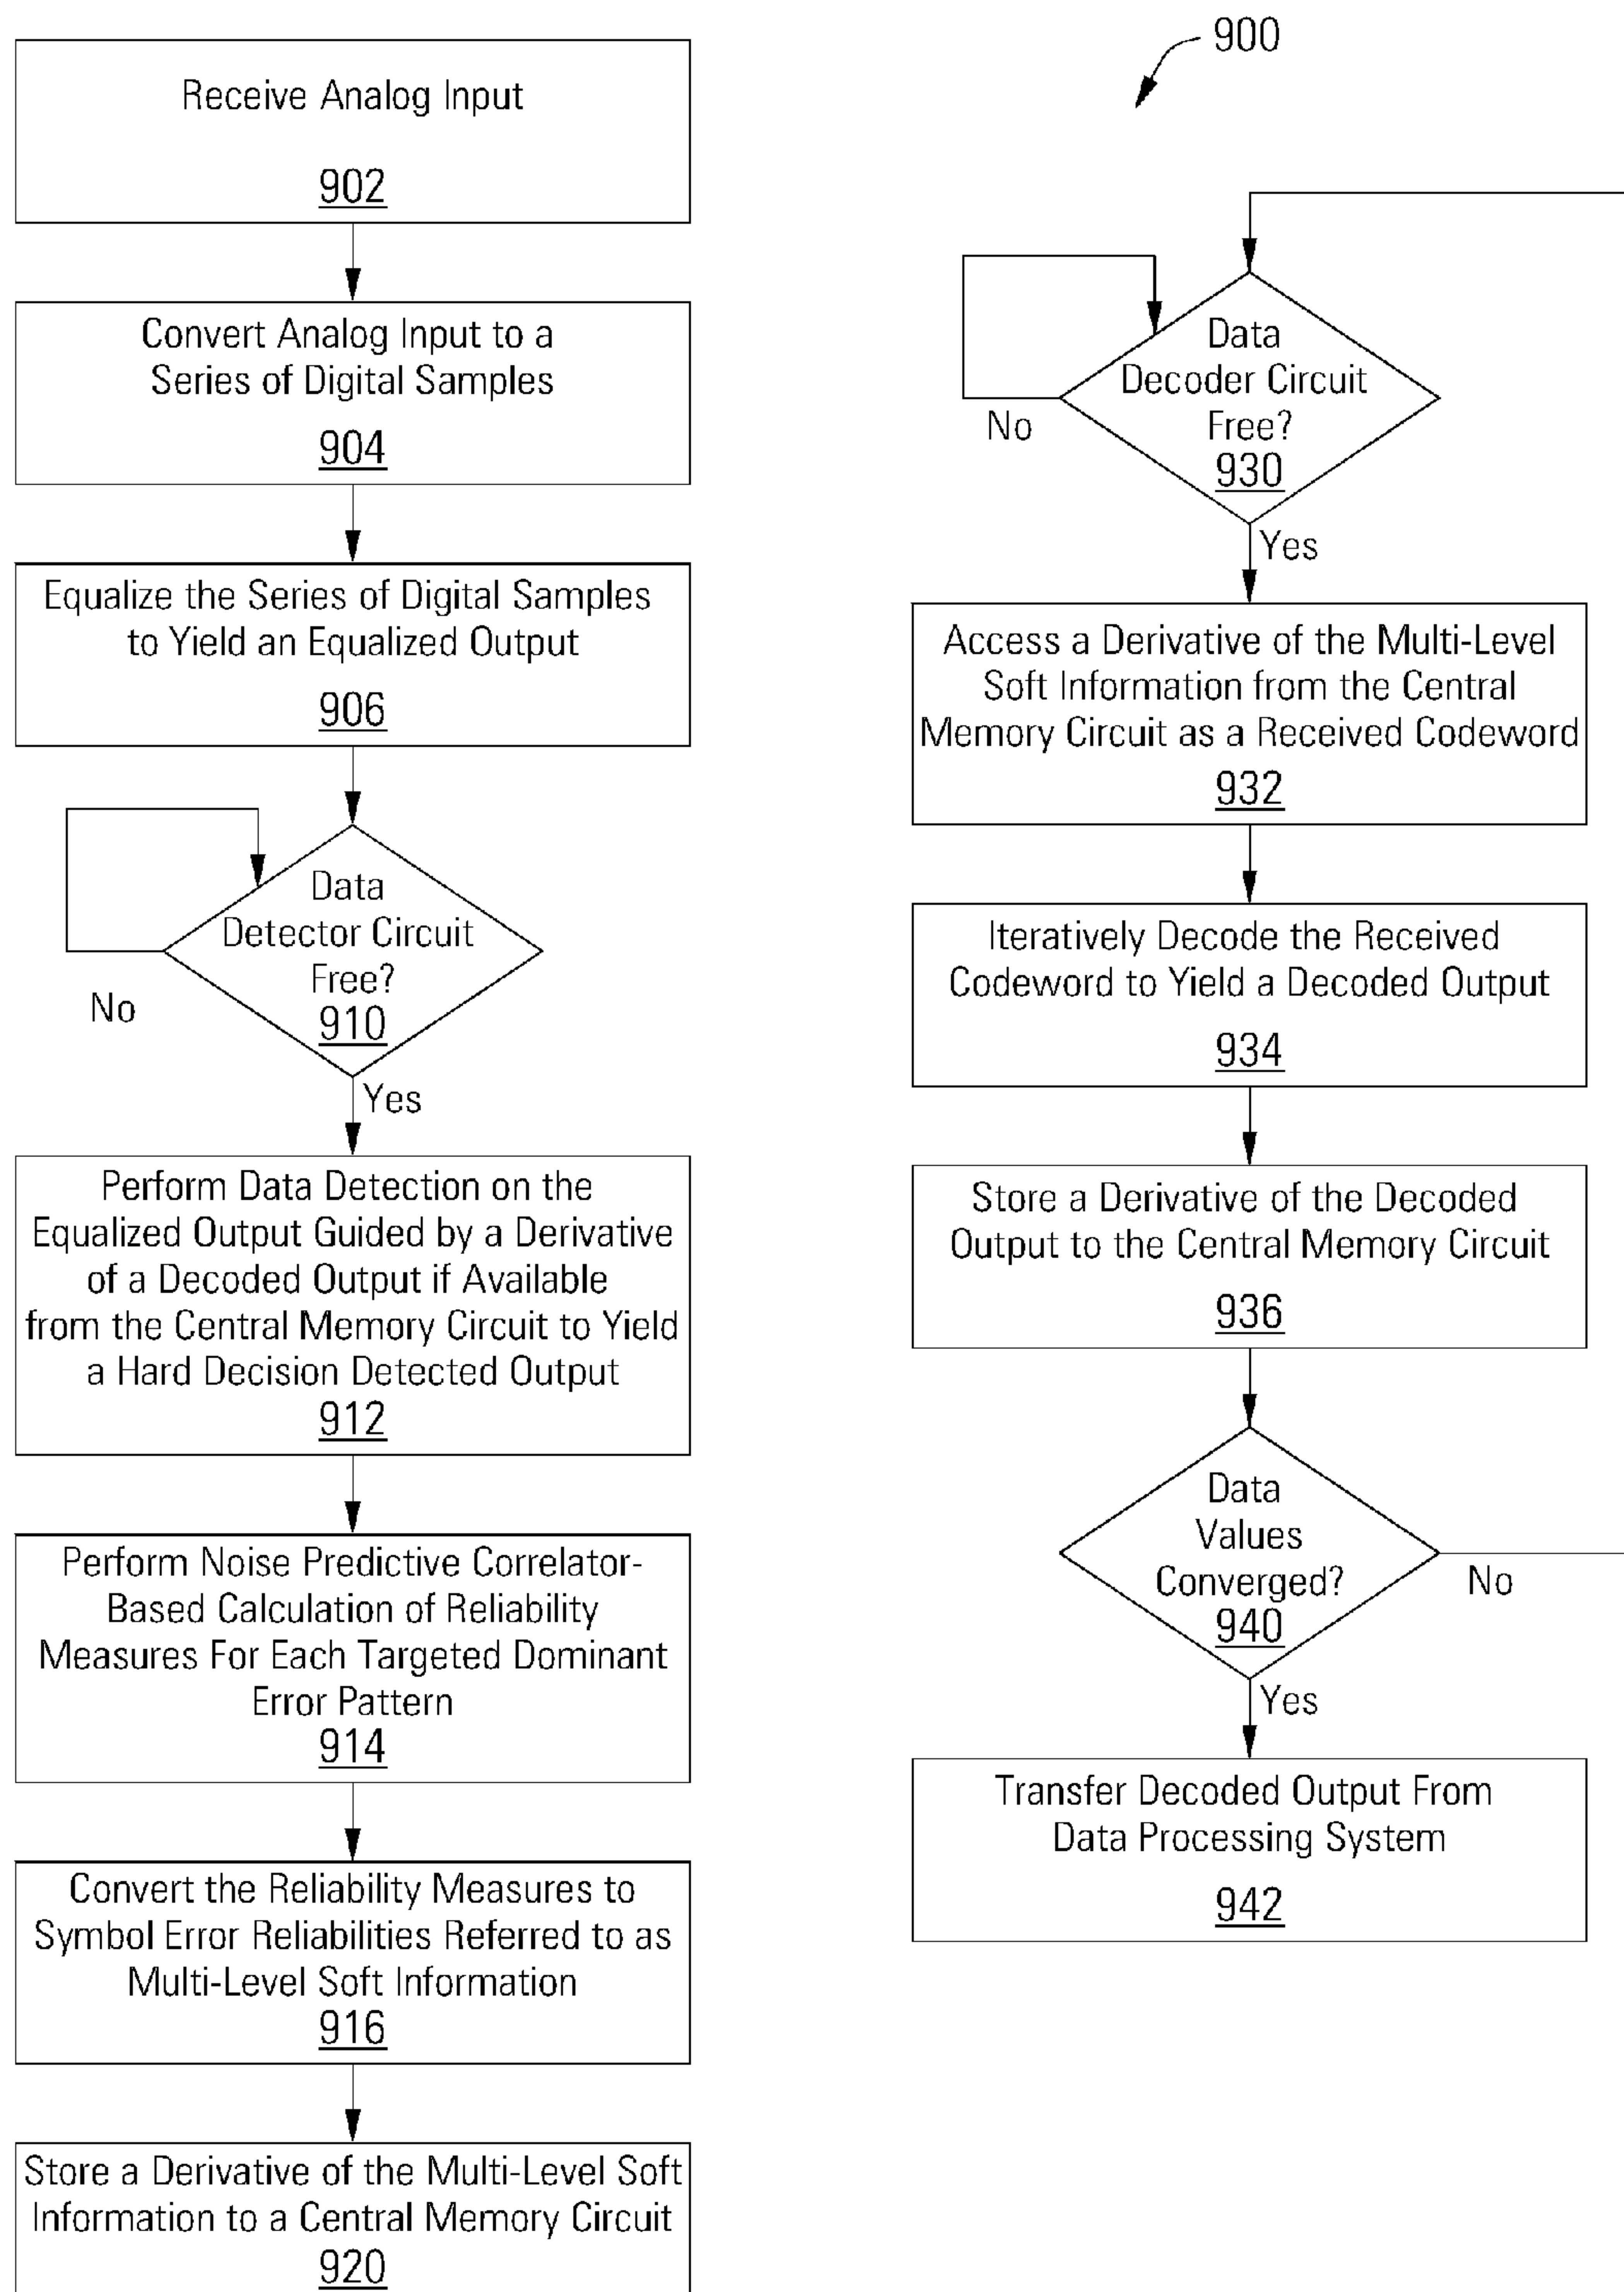 900
Receive Analog Input
902
Convert Analog Input to a
Series of Digital Samples
904
Equalize the Series of Digital Samples
to Yield an Equalized Output
906
Data
Detector Circuit
Free?
910
No
Yes
Perform Data Detection on the
Equalized Output Guided by a Derivative
of a Decoded Output if Available
from the Central Memory Circuit to Yield
a Hard Decision Detected Output
912
Perform Noise Predictive Correlator-
Based Calculation of Reliability
Measures For Each Targeted Dominant
Error Pattern
914
Convert the Reliability Measures to
Symbol Error Reliabilities Referred to as
Multi-Level Soft Information
916
Store a Derivative of the Multi-Level Soft
Information to a Central Memory Circuit
920
Data
Decoder Circuit
Free?
930
No
Yes
Access a Derivative of the Multi-Level
Soft Information from the Central
Memory Circuit as a Received Codeword
932
Iteratively Decode the Received
Codeword to Yield a Decoded Output
934
Store a Derivative of the Decoded
Output to the Central Memory Circuit
936
Data
Values
Converged?
940
No
Yes
Transfer Decoded Output From
Data Processing System
942